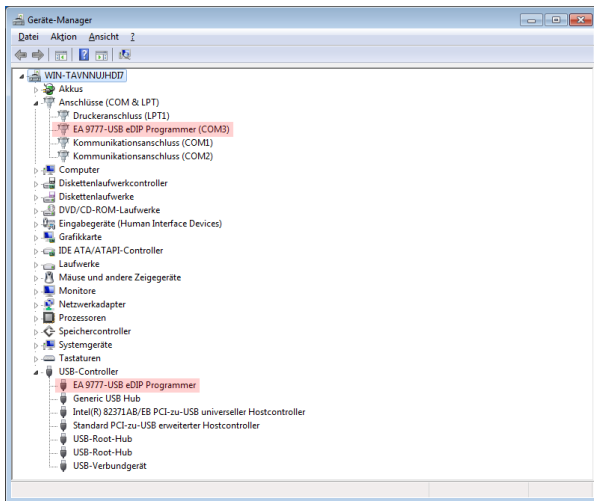 Geräte-Manager
Datei Aktion Ansicht ?
WIN-TAVNNUJHDI7
Akkus
Anschlüsse (COM & LPT)
Druckeranschluss (LPT1)
EA 9777-USB eDIP Programmer (COM3)
Kommunikationsanschluss (COM1)
Kommunikationsanschluss (COM2)
Computer
Diskettenlaufwerkcontroller
Diskettenlaufwerke
DVD/CD-ROM-Laufwerke
Eingabegeräte (Human Interface Devices)
Grafikkarte
IDE ATA/ATAPI-Controller
Laufwerke
Mäuse und andere Zeigegeräte
Monitore
Netzwerkadapter
Prozessoren
Speichercontroller
Systemgeräte
Tastaturen
USB-Controller
EA 9777-USB eDIP Programmer
Generic USB Hub
Intel(R) 82371AB/EB PCI-zu-USB universeller Hostcontroller
Standard PCI-zu-USB erweiterter Hostcontroller
USB-Root-Hub
USB-Root-Hub
USB-Verbundgerät